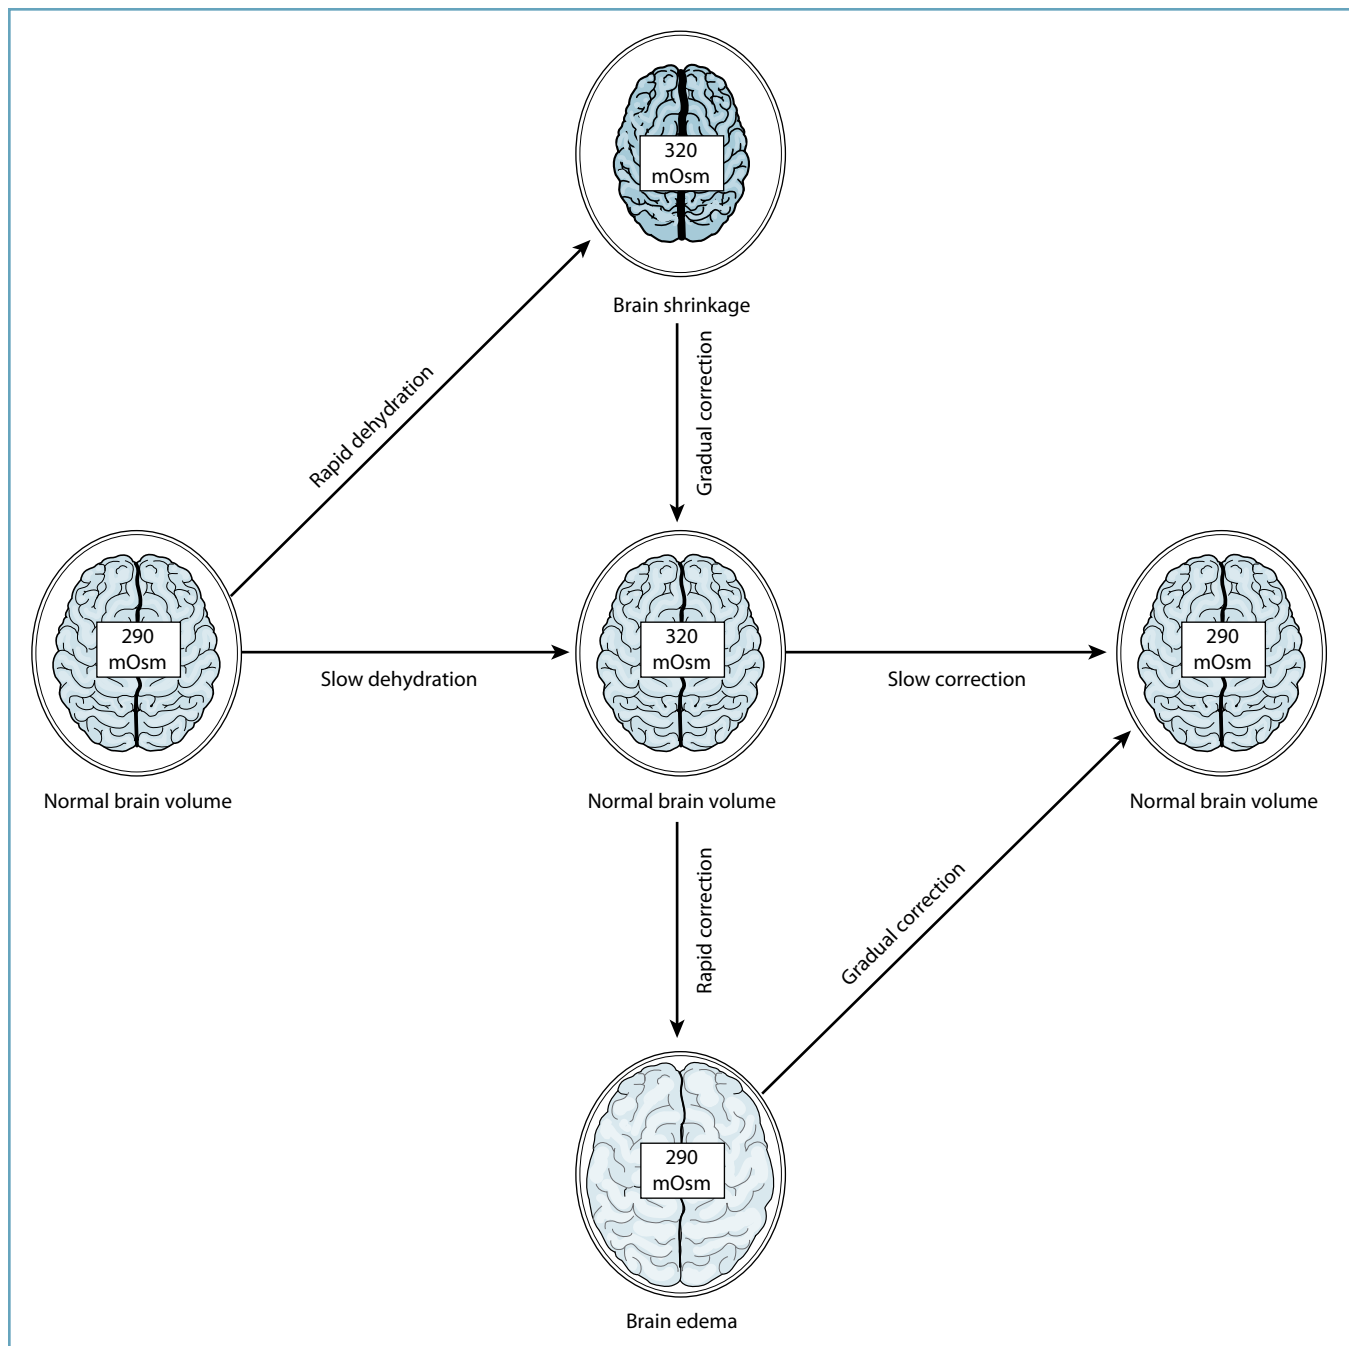 320
mOsm
Brain shrinkage
Rapid dehydration
Gradual correction
290
mOsm
Normal brain volume
Slow dehydration
320
mOsm
Normal brain volume
Slow correction
290
mOsm
Normal brain volume
Rapid correction
Gradual correction
290
mOsm
Brain edema